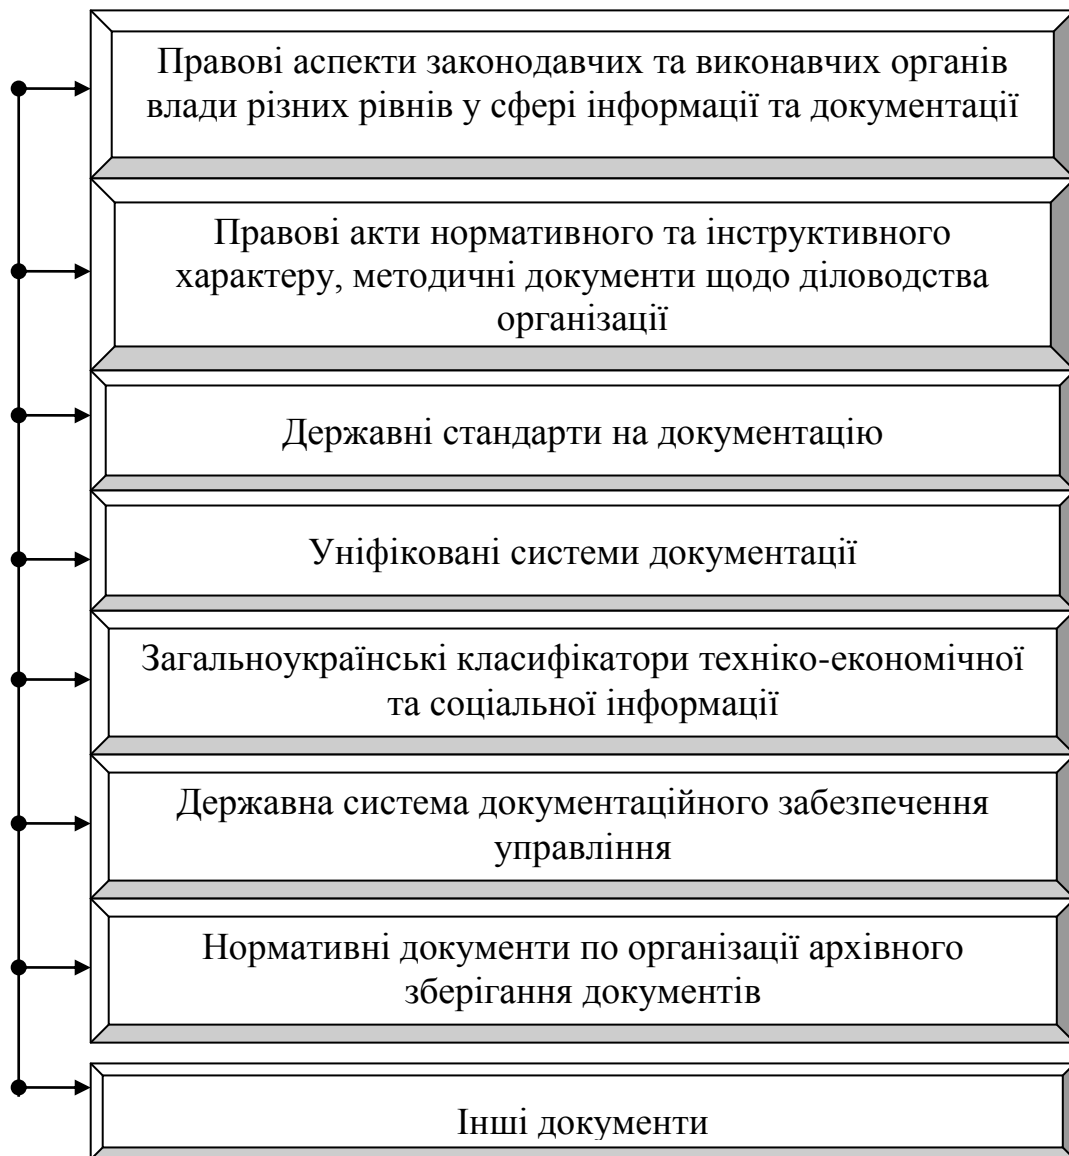 Правові аспекти законодавчих та виконавчих органів
влади різних рівнів у сфері інформації та документації
Правові акти нормативного та інструктивного
характеру, методичні документи щодо діловодства
організації
Державні стандарти на документацію
Уніфіковані системи документації
Загальноукраїнські класифікатори техніко-економічної
та соціальної інформації
Державна система документаційного забезпечення
управління
Нормативні документи по організації архівного
зберігання документів
Інші документи